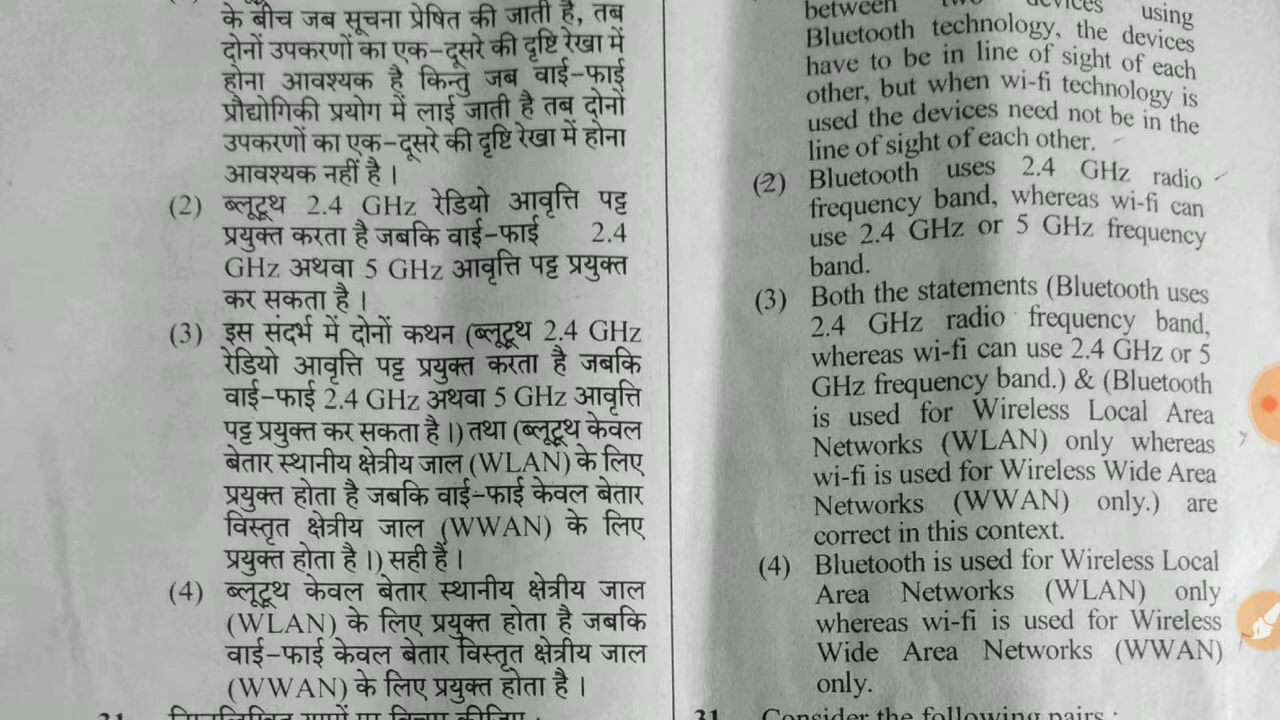 के बीच जब सूचना प्रेषित की जाती है, तब
दोनों उपकरणों का एक-दूसरे की दृष्टि रेखा में
होना आवश्यक है किन्तु जब वाई-फाई
प्रौद्योगिकी प्रयोग में लाई जाती है तब दोनों
उपकरणों का एक-दूसरे की दृष्टि रेखा में होना
आवश्यक नहीं है ।
(2) ब्लूटूथ 2.4 GHz रेडियो आवृत्ति पट्ट
प्रयुक्त करता है जबकि वाई-फाई 2.4
GHz अथवा 5 GHz आवृत्ति पट्ट प्रयुक्त
कर सकता है ।
(3) इस संदर्भ में दोनों कथन (ब्लूटूथ 2.4 GHz
रेडियो आवृत्ति पट्ट प्रयुक्त करता है जबकि
वाई-फाई 2.4 GHz अथवा 5 GHz आवृत्ति
पट्ट प्रयुक्त कर सकता है ।) तथा (ब्लूटूथ केवल
बेतार स्थानीय क्षेत्रीय जाल (WLAN) के लिए
प्रयुक्त होता है जबकि वाई-फाई केवल बेतार
विस्तृत क्षेत्रीय जाल (WWAN) के लिए
प्रयुक्त होता है ।) सही हैं ।
(4) ब्लूटूथ केवल बेतार स्थानीय क्षेत्रीय जाल
(WLAN) के लिए प्रयुक्त होता है जबकि
वाई-फाई केवल बेतार विस्तृत क्षेत्रीय जाल
(WWAN) के लिए प्रयुक्त होता है ।
between two devices using
Bluetooth technology, the devices
have to be in line of sight of each
other, but when wi-fi technology is
used the devices need not be in the
line of sight of each other.
(2) Bluetooth uses 2.4 GHz radio
frequency band, whereas wi-fi can
use 2.4 GHz or 5 GHz frequency
band.
(3) Both the statements (Bluetooth uses
2.4 GHz radio frequency band,
whereas wi-fi can use 2.4 GHz or 5
GHz frequency band.) & (Bluetooth
is used for Wireless Local Area
Networks (WLAN) only whereas
wi-fi is used for Wireless Wide Area
Networks (WWAN) only.) are
correct in this context.
(4) Bluetooth is used for Wireless Local
Area Networks (WLAN) only
whereas wi-fi is used for Wireless
Wide Area Networks (WWAN)
only.
31. Consider the following pairs :